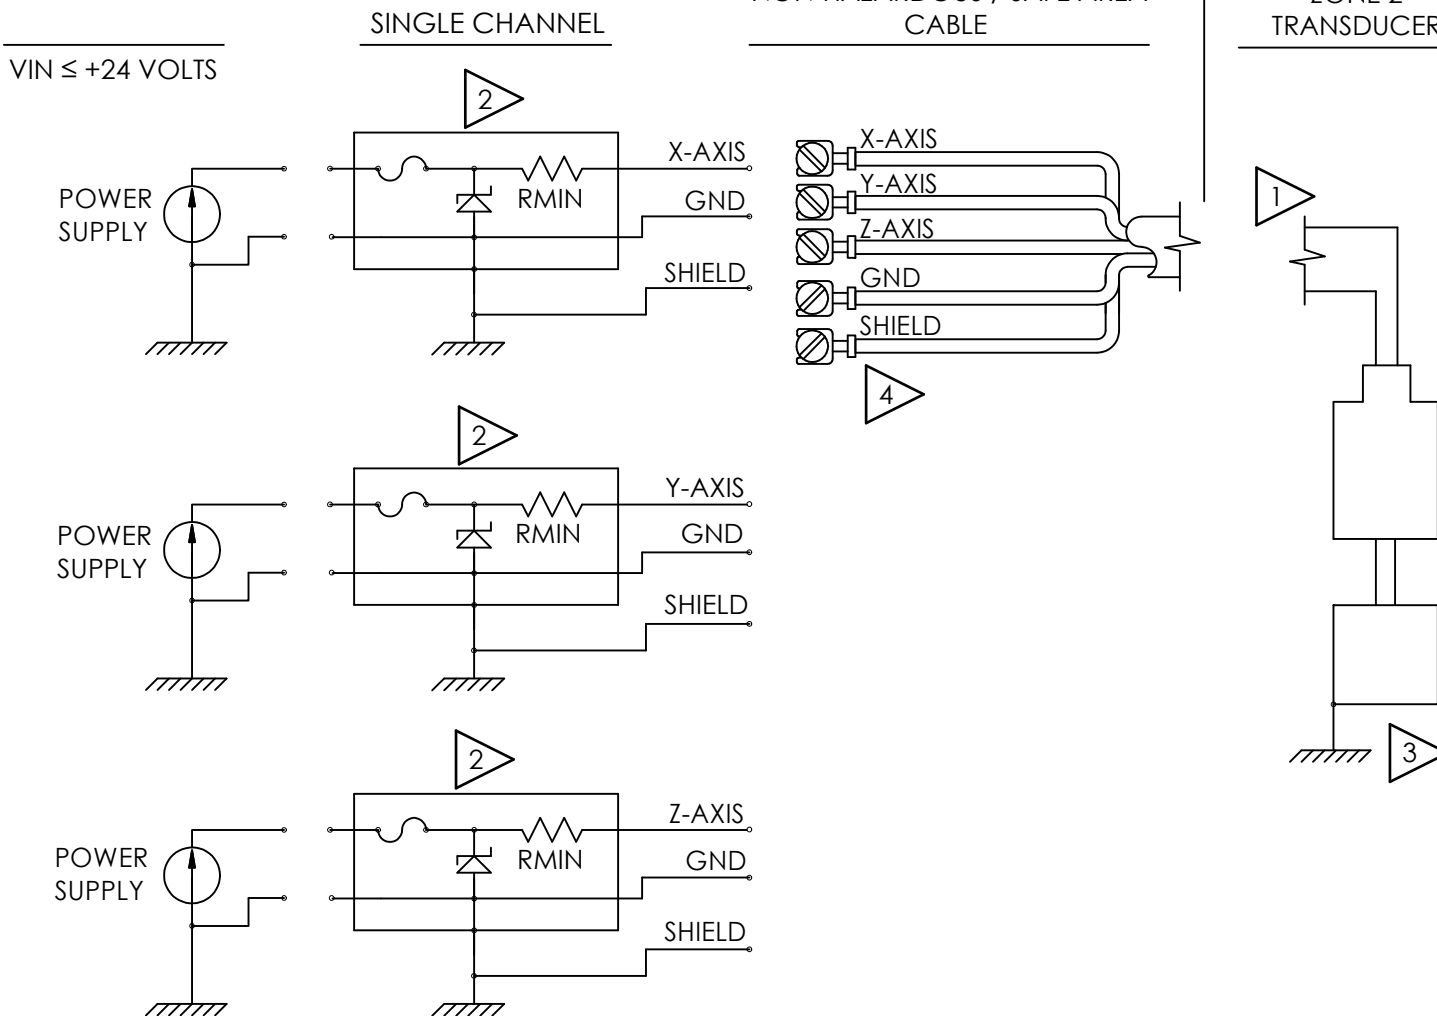 SINGLE CHANNEL
CABLE
TRANSDUCER
VIN ≤ +24 VOLTS
2
POWER
SUPPLY
RMIN
X-AXIS
GND
SHIELD
X-AXIS
Y-AXIS
Z-AXIS
GND
SHIELD
4
1
2
POWER
SUPPLY
RMIN
Y-AXIS
GND
SHIELD
3
2
POWER
SUPPLY
RMIN
Z-AXIS
GND
SHIELD